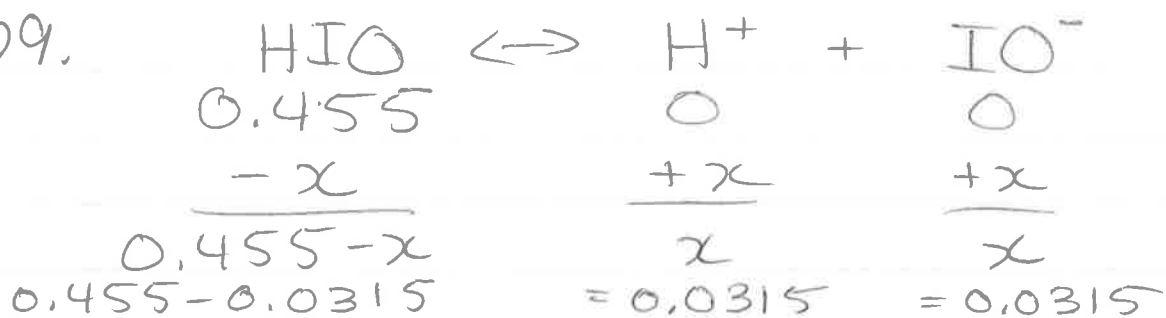 09. HIO <-> H⁺ + IO⁻
0.455 0 0
- x + x + x
0.455-x x x
0.455-0.0315 = 0.0315 = 0.0315